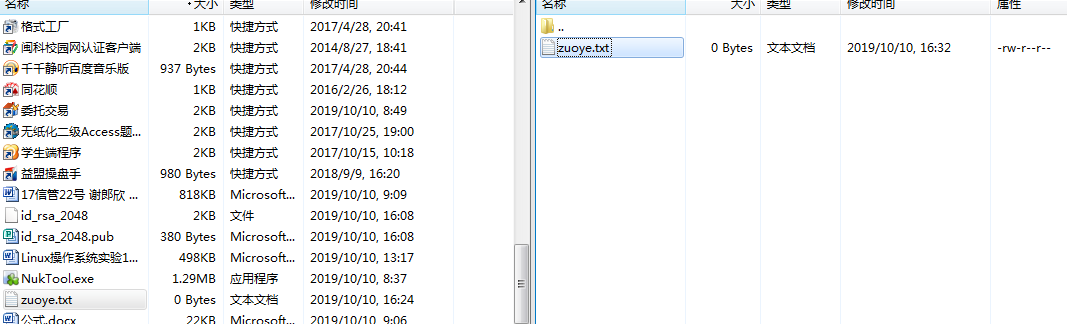 名称 大小 类型 修改时间
格式工厂 1KB 快捷方式 2017/4/28, 20:41
闽科校园网认证客户端 2KB 快捷方式 2014/8/27, 18:41
千千静听百度音乐版 937 Bytes 快捷方式 2017/4/28, 20:44
同花顺 1KB 快捷方式 2016/2/26, 18:12
委托交易 2KB 快捷方式 2019/10/10, 8:49
无纸化二级Access题... 2KB 快捷方式 2017/10/25, 19:00
学生端程序 2KB 快捷方式 2017/10/15, 10:18
益盟操盘手 980 Bytes 快捷方式 2018/9/9, 16:20
17信管22号 谢郎欣 ... 818KB Microsoft... 2019/10/10, 9:09
id_rsa_2048 2KB 文件 2019/10/10, 16:08
id_rsa_2048.pub 380 Bytes Microsoft... 2019/10/10, 16:08
Linux操作系统实验1... 498KB Microsoft... 2019/10/10, 13:17
NukTool.exe 1.29MB 应用程序 2019/10/10, 8:37
zuoye.txt 0 Bytes 文本文档 2019/10/10, 16:24
公式.docx 22KB Microsoft... 2019/10/10, 9:06
名称 大小 类型 修改时间 属性
..
zuoye.txt 0 Bytes 文本文档 2019/10/10, 16:32 -rw-r--r--